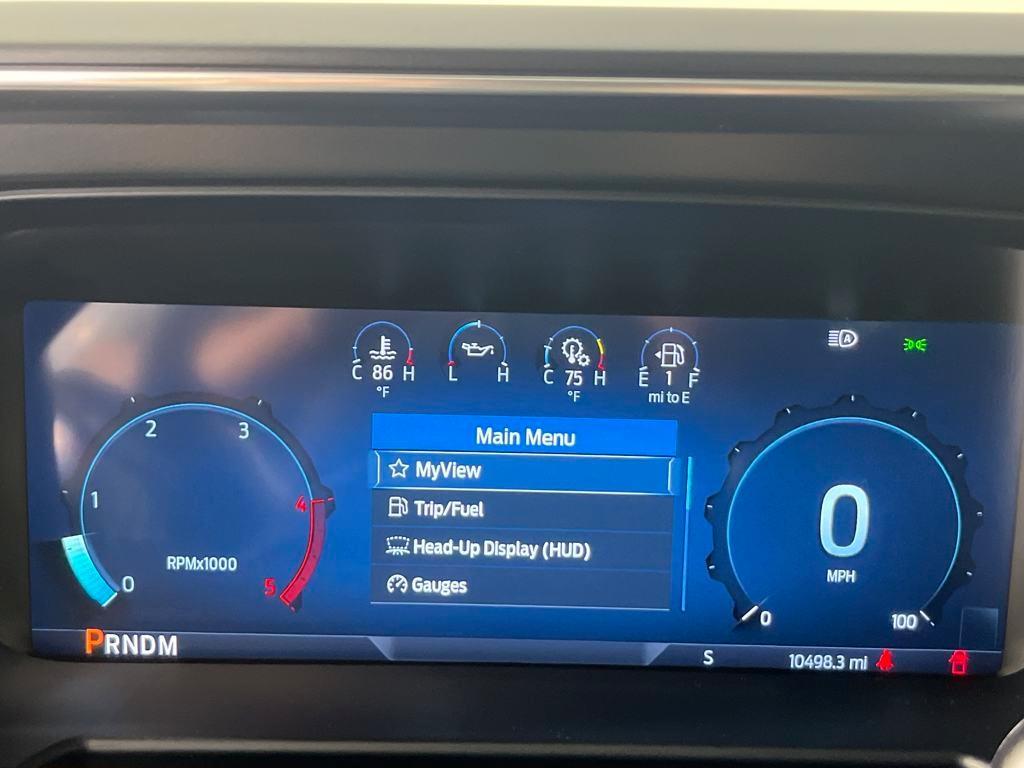 C 86 H
°F
L H
C 75 H
°F
E 1 F
mi to E
A
Main Menu
MyView
Trip/Fuel
Head-Up Display (HUD)
Gauges
0
1
2
3
4
5
RPMx1000
0
MPH
0
100
PRNDM
S
10498.3 mi